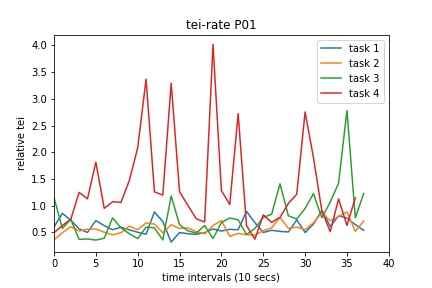 tei-rate P01
relative tei
4.0
3.5
3.0
2.5
2.0
1.5
1.0
0.5
task 1
task 2
task 3
task 4
0 5 10 15 20 25 30 35 40
time intervals (10 secs)